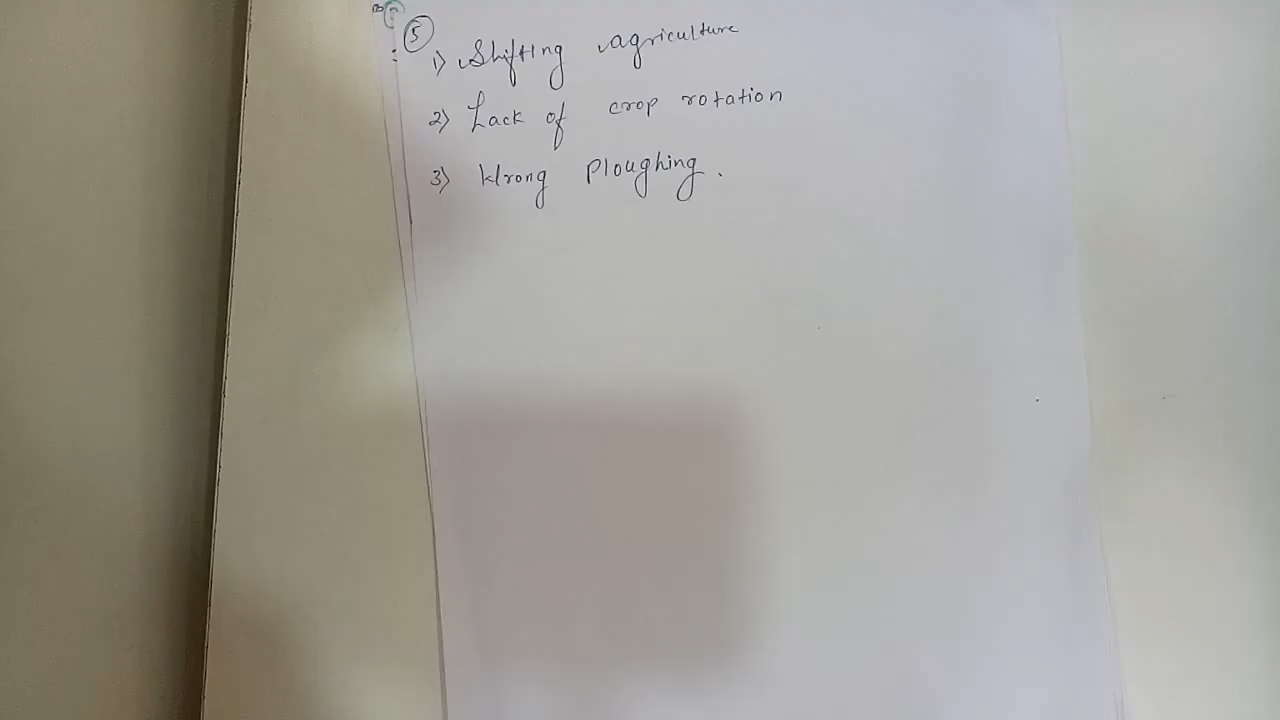 5
1) Shifting agriculture
2) Lack of crop rotation
3) Wrong Ploughing.